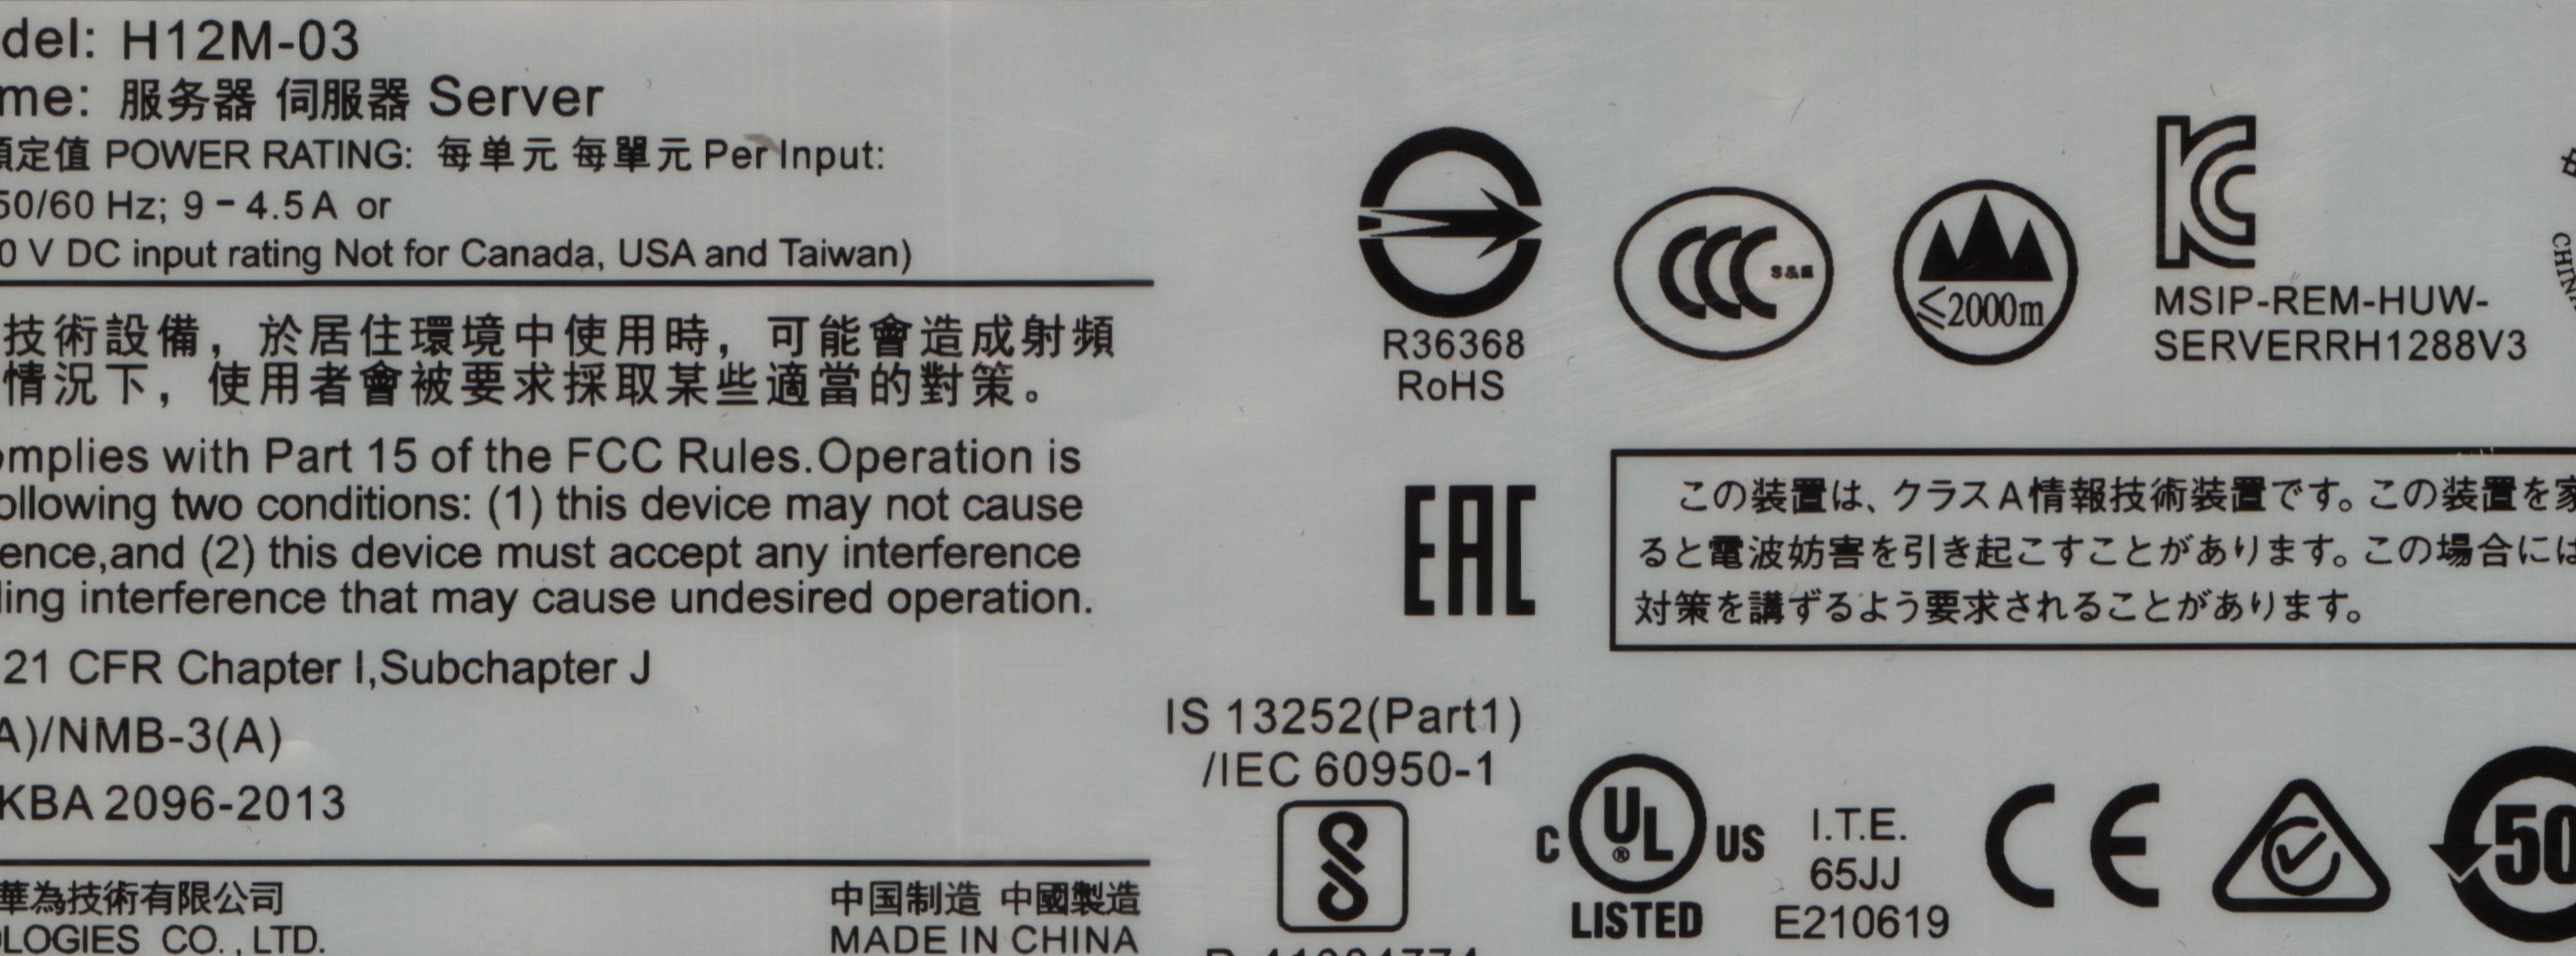 del: H12M-03
me: 服务器 伺服器 Server
定值 POWER RATING: 每单元 每單元 Per Input:
50/60 Hz; 9 - 4.5 A or
0 V DC input rating Not for Canada, USA and Taiwan)
技術設備，於居住環境中使用時，可能會造成射頻
情況下，使用者會被要求採取某些適當的對策。
omplies with Part 15 of the FCC Rules.Operation is
ollowing two conditions: (1) this device may not cause
ence,and (2) this device must accept any interference
ing interference that may cause undesired operation.
21 CFR Chapter I,Subchapter J
A)/NMB-3(A)
KBA 2096-2013
華為技術有限公司
OLOGIES CO.,LTD.
中国制造 中國製造
MADE IN CHINA
R36368
RoHS
CCC S&E
≤2000m
KC
MSIP-REM-HUW-
SERVERRH1288V3
中
CHIN
EAC
この装置は、クラスA情報技術装置です。この装置を家
ると電波妨害を引き起こすことがあります。この場合には
対策を講ずるよう要求されることがあります。
IS 13252(Part1)
/IEC 60950-1
C UL® US
LISTED
I.T.E.
65JJ
E210619
CE
50